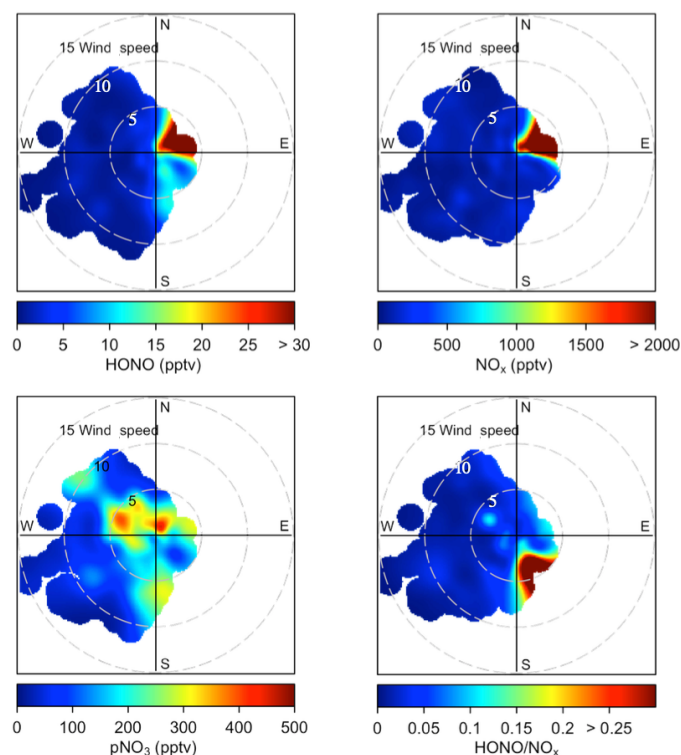 N
15 Wind speed
10
5
W
E
S
0 5 10 15 20 25 > 30
HONO (pptv)
N
15 Wind speed
10
5
W
E
S
0 500 1000 1500 > 2000
NOₓ (pptv)
N
15 Wind speed
10
5
W
E
S
0 100 200 300 400 500
pNO₃ (pptv)
N
15 Wind speed
10
5
W
E
S
0 0.05 0.1 0.15 0.2 > 0.25
HONO/NOₓ